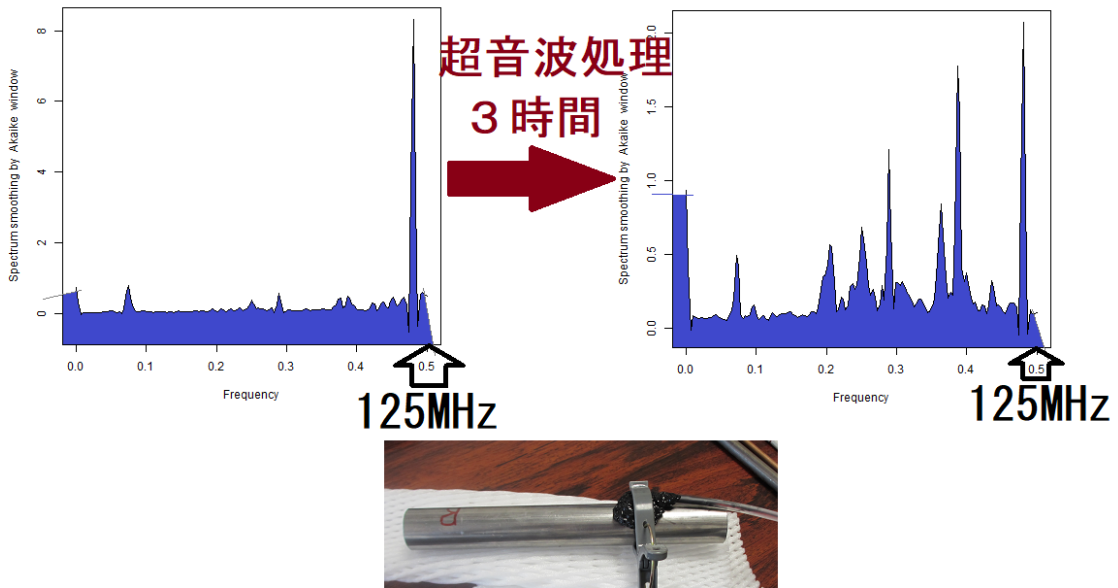 Spectrum smoothing by Akaike window
8
6
4
2
0
0.0 0.1 0.2 0.3 0.4 0.5
Frequency
125MHz
超音波処理
３時間
Spectrum smoothing by Akaike window
2.0
1.5
1.0
0.5
0.0
0.0 0.1 0.2 0.3 0.4 0.5
Frequency
125MHz